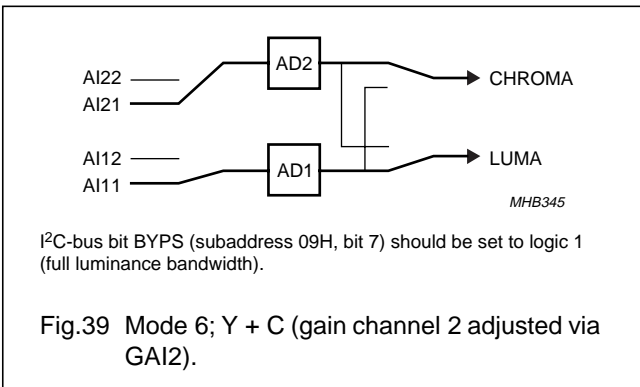 AI22
AI21
AD2
CHROMA
AI12
AI11
AD1
LUMA
MHB345
I²C-bus bit BYPS (subaddress 09H, bit 7) should be set to logic 1
(full luminance bandwidth).
Fig.39 Mode 6; Y + C (gain channel 2 adjusted via
GAI2).